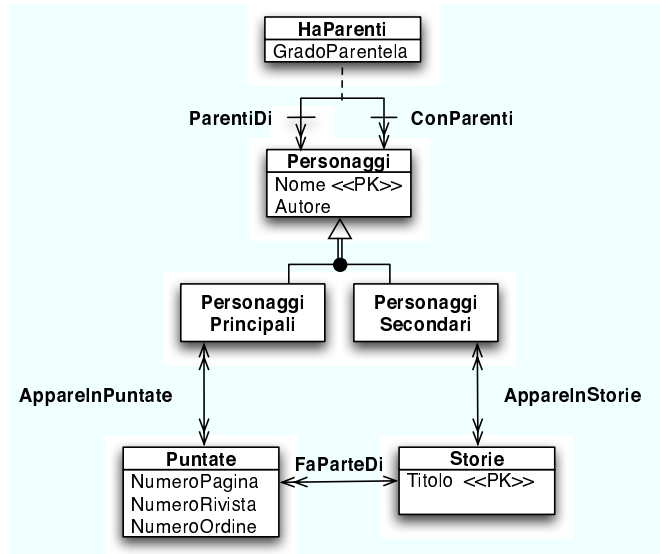 HaParenti
GradoParentela
ParentiDi
ConParenti
Personaggi
Nome <<PK>>
Autore
Personaggi
Principali
Personaggi
Secondari
AppareInPuntate
AppareInStorie
Puntate
NumeroPagina
NumeroRivista
NumeroOrdine
FaParteDi
Storie
Titolo <<PK>>